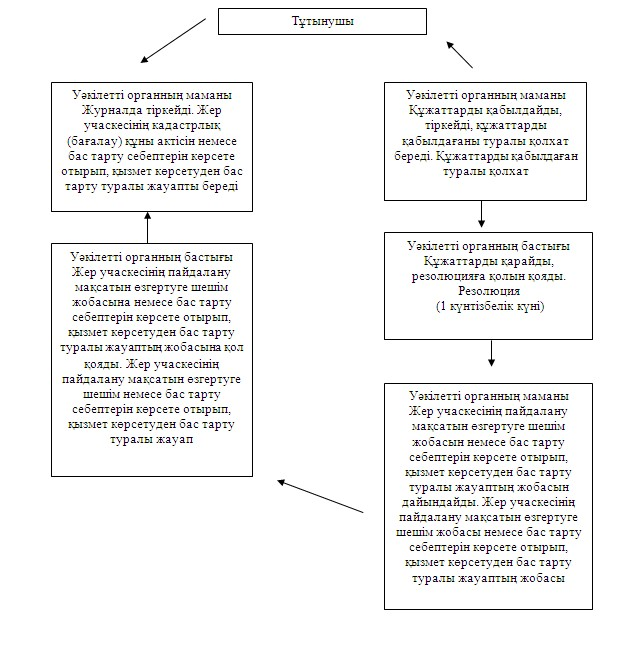 Тұтынушы
Уәкілетті органның маманы
Журналда тіркейді. Жер
учаскесінің кадастрлық
(бағалау) құны актісін немесе
бас тарту себептерін көрсете
отырып, қызмет көрсетуден бас
тарту туралы жауапты береді
Уәкілетті органның маманы
Құжаттарды қабылдайды,
тіркейді, құжаттарды
қабылдағаны туралы қолхат
береді. Құжаттарды қабылдаған
туралы қолхат
Уәкілетті органның бастығы
Құжаттарды қарайды,
резолюцияға қолын қояды.
Резолюция
(1 күнтізбелік күні)
Уәкілетті органның бастығы
Жер учаскесінің пайдалану
мақсатын өзгертуге шешім
жобасына немесе бас тарту
себептерін көрсете отырып,
қызмет көрсетуден бас тарту
туралы жауаптың жобасына қол
қояды. Жер учаскесінің
пайдалану мақсатын өзгертуге
шешім немесе бас тарту
себептерін көрсете отырып,
қызмет көрсетуден бас тарту
туралы жауап
Уәкілетті органның маманы
Жер учаскесінің пайдалану
мақсатын өзгертуге шешім
жобасын немесе бас тарту
себептерін көрсете отырып,
қызмет көрсетуден бас тарту
туралы жауаптың жобасын
дайындайды. Жер учаскесінің
пайдалану мақсатын өзгертуге
шешім жобасы немесе бас тарту
себептерін көрсете отырып,
қызмет көрсетуден бас тарту
туралы жауаптың жобасы